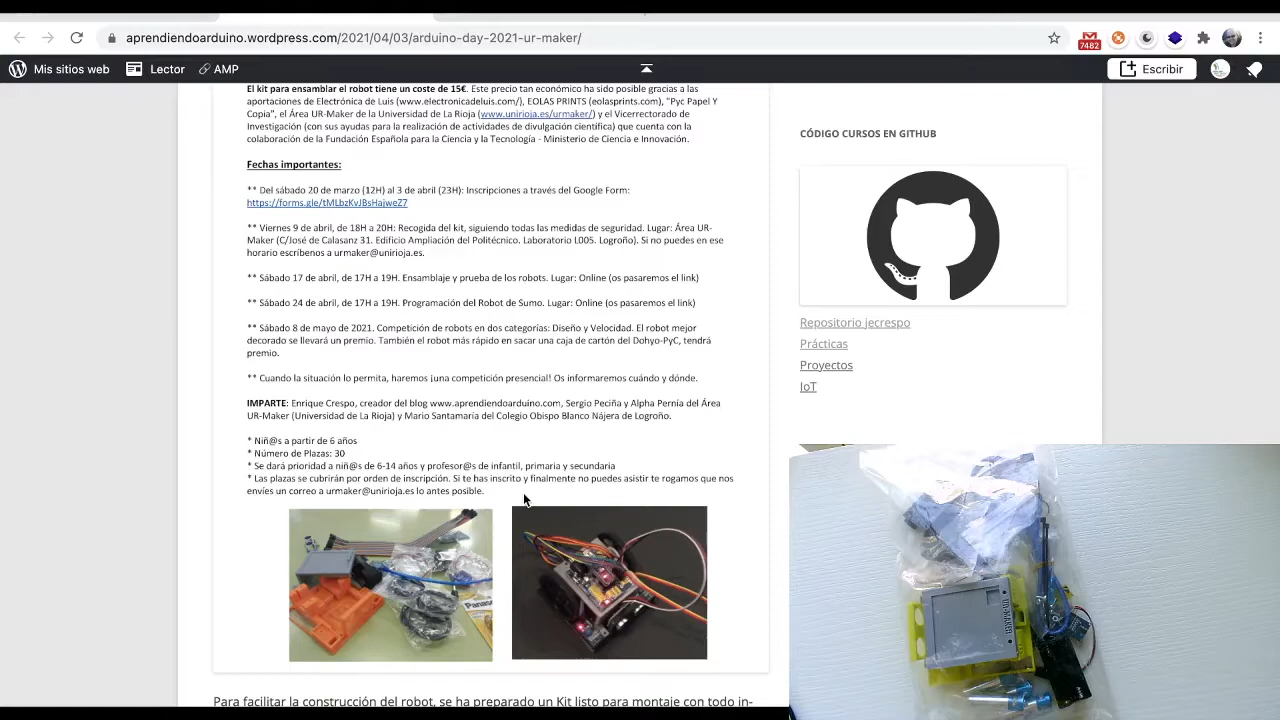 aprendiendoarduino.wordpress.com/2021/04/03/arduino-day-2021-ur-maker/
7482
Mis sitios web
Lector
AMP
Escribir
El kit para ensamblar el robot tiene un coste de 15€. Este precio tan económico ha sido posible gracias a las
aportaciones de Electrónica de Luis (www.electronicadeluis.com/), EOLAS PRINTS (eolasprints.com), "Pyc Papel Y
Copia", el Área UR-Maker de la Universidad de La Rioja (www.unirioja.es/urmaker/) y el Vicerrectorado de
Investigación (con sus ayudas para la realización de actividades de divulgación científica) que cuenta con la
colaboración de la Fundación Española para la Ciencia y la Tecnología - Ministerio de Ciencia e Innovación.
Fechas importantes:
** Del sábado 20 de marzo (12H) al 3 de abril (23H): Inscripciones a través del Google Form:
https://forms.gle/tMLbzKvJBsHajweZ7
** Viernes 9 de abril, de 18H a 20H: Recogida del kit, siguiendo todas las medidas de seguridad. Lugar: Área UR-
Maker (C/José de Calasanz 31. Edificio Ampliación del Politécnico. Laboratorio L005. Logroño). Si no puedes en ese
horario escríbenos a urmaker@unirioja.es.
** Sábado 17 de abril, de 17H a 19H. Ensamblaje y prueba de los robots. Lugar: Online (os pasaremos el link)
** Sábado 24 de abril, de 17H a 19H. Programación del Robot de Sumo. Lugar: Online (os pasaremos el link)
** Sábado 8 de mayo de 2021. Competición de robots en dos categorías: Diseño y Velocidad. El robot mejor
decorado se llevará un premio. También el robot más rápido en sacar una caja de cartón del Dohyo-PyC, tendrá
premio.
** Cuando la situación lo permita, haremos ¡una competición presencial! Os informaremos cuándo y dónde.
IMPARTE: Enrique Crespo, creador del blog www.aprendiendoarduino.com, Sergio Peciña y Alpha Pernía del Área
UR-Maker (Universidad de La Rioja) y Mario Santamaría del Colegio Obispo Blanco Nájera de Logroño.
* Niñ@s a partir de 6 años
* Número de Plazas: 30
* Se dará prioridad a niñ@s de 6-14 años y profesor@s de infantil, primaria y secundaria
* Las plazas se cubrirán por orden de inscripción. Si te has inscrito y finalmente no puedes asistir te rogamos que nos
envíes un correo a urmaker@unirioja.es lo antes posible.
Para facilitar la construcción del robot, se ha preparado un Kit listo para montaje con todo in-
CÓDIGO CURSOS EN GITHUB
Repositorio jecrespo
Prácticas
Proyectos
IoT
UR-MAKER